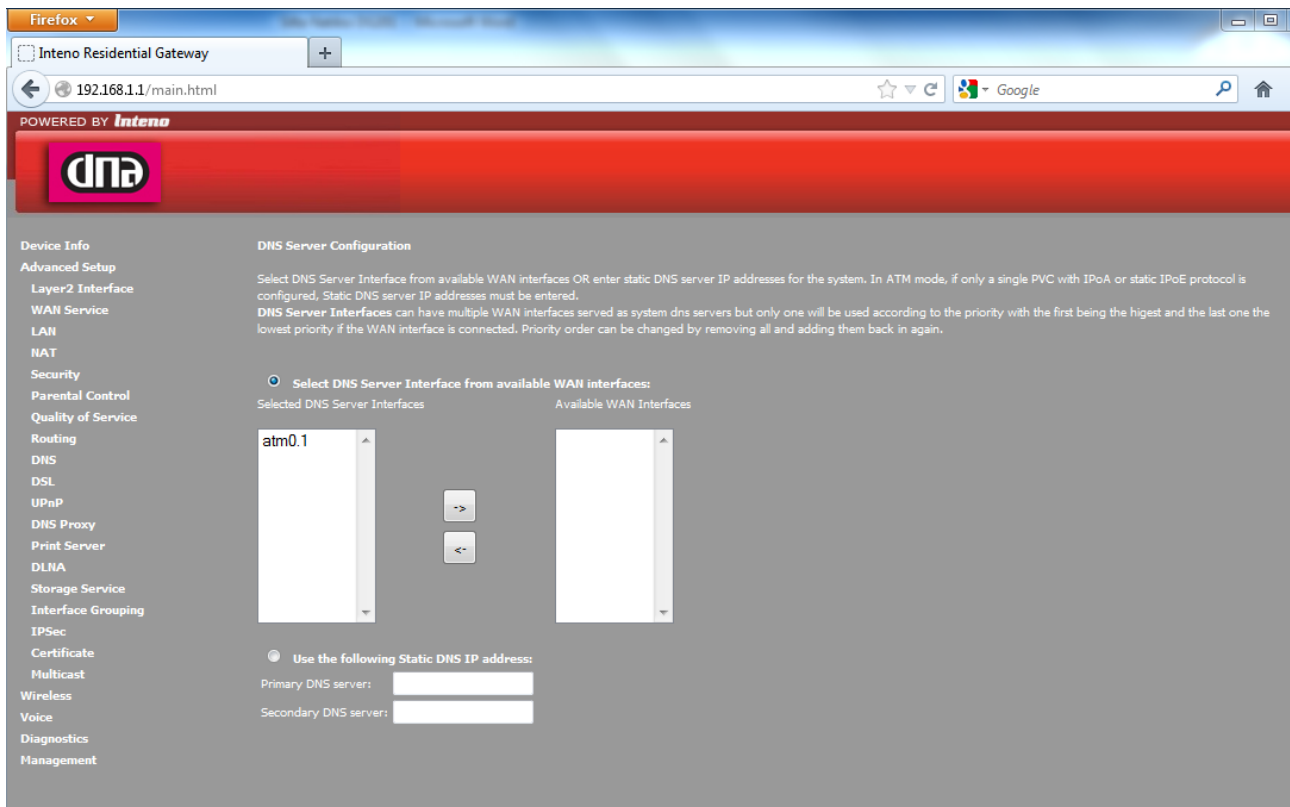 Firefox
Inteno Residential Gateway
+
192.168.1.1/main.html
Google
POWERED BY Inteno
dna
Device Info
Advanced Setup
Layer2 Interface
WAN Service
LAN
NAT
Security
Parental Control
Quality of Service
Routing
DNS
DSL
UPnP
DNS Proxy
Print Server
DLNA
Storage Service
Interface Grouping
IPSec
Certificate
Multicast
Wireless
Voice
Diagnostics
Management
DNS Server Configuration
Select DNS Server Interface from available WAN interfaces OR enter static DNS server IP addresses for the system. In ATM mode, if only a single PVC with IPoA or static IPoE protocol is
configured, Static DNS server IP addresses must be entered.
DNS Server Interfaces can have multiple WAN interfaces served as system dns servers but only one will be used according to the priority with the first being the higest and the last one the
lowest priority if the WAN interface is connected. Priority order can be changed by removing all and adding them back in again.
Select DNS Server Interface from available WAN interfaces:
Selected DNS Server Interfaces
Available WAN Interfaces
atm0.1
->
<-
Use the following Static DNS IP address:
Primary DNS server:
Secondary DNS server: